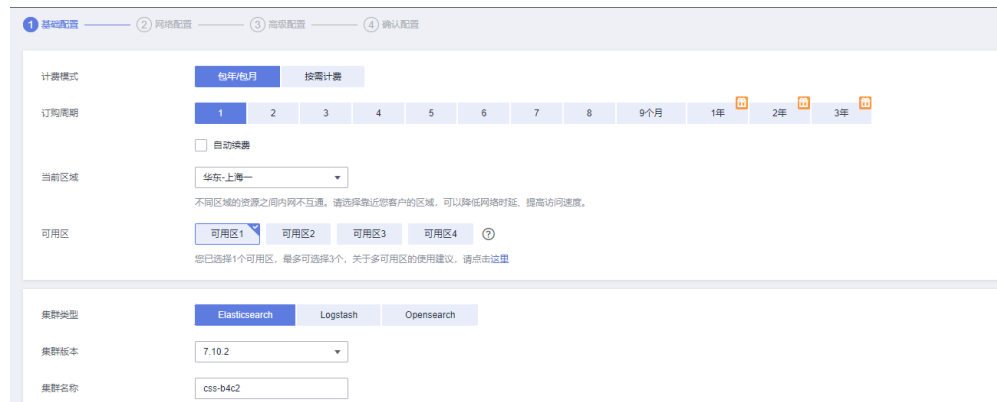 1 基础配置 2 网络配置 3 高级配置 4 确认配置
计费模式 包年/包月 按需计费
订购周期 1 2 3 4 5 6 7 8 9个月 1年 2年 3年
自动续费
当前区域 华东-上海一
不同区域的资源之间内网不互通。请选择靠近您客户的区域，可以降低网络时延、提高访问速度。
可用区 可用区1 可用区2 可用区3 可用区4 ?
您已选择1个可用区，最多可选择3个，关于多可用区的使用建议，请点击这里
集群类型 Elasticsearch Logstash Opensearch
集群版本 7.10.2
集群名称 css-b4c2